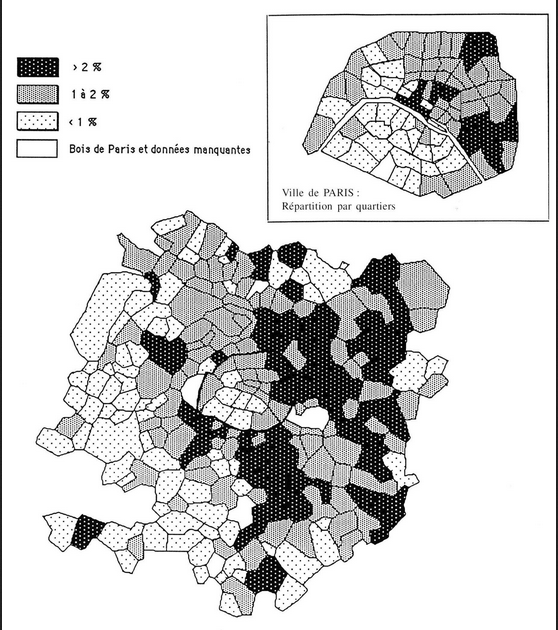 > 2 %
1 à 2 %
< 1 %
Bois de Paris et données manquantes
Ville de PARIS :
Répartition par quartiers